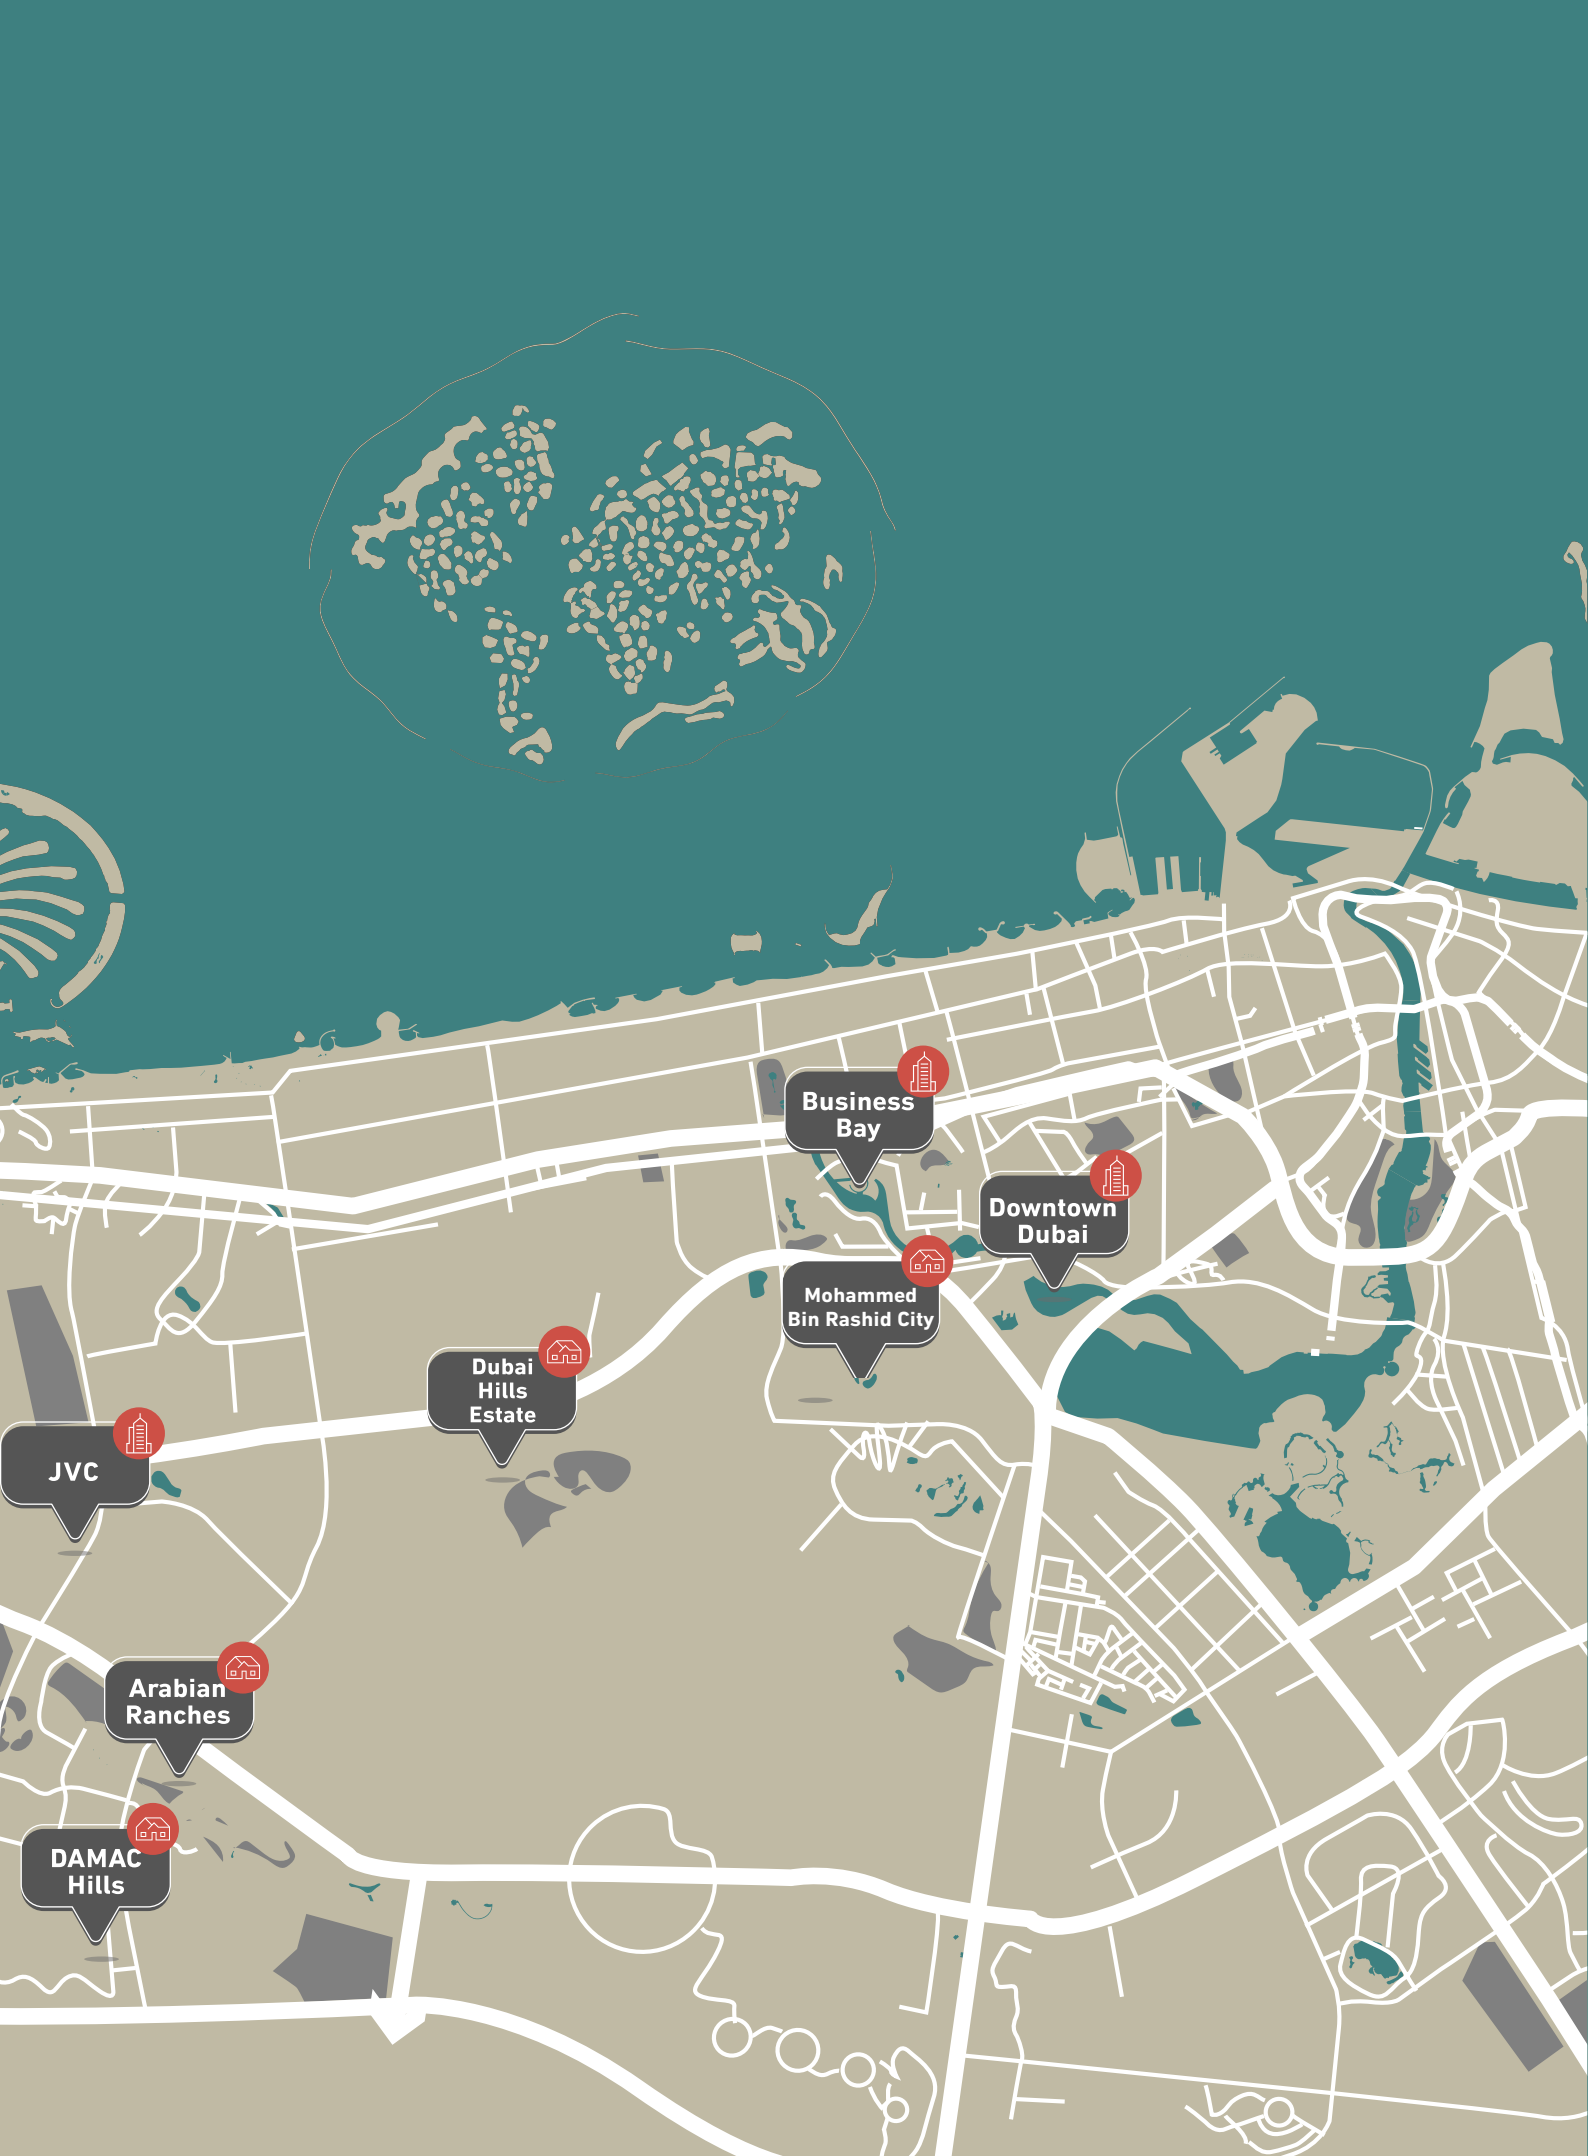 Business
Bay
Downtown
Dubai
Mohammed
Bin Rashid City
Dubai
Hills
Estate
JVC
Arabian
Ranches
DAMAC
Hills